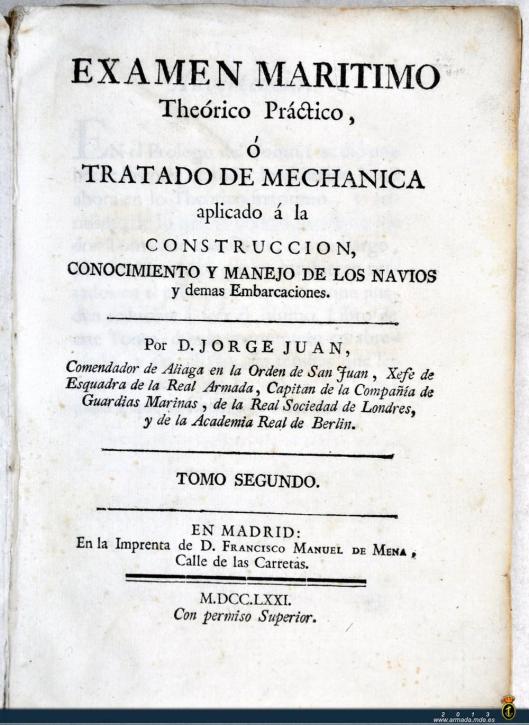 EXAMEN MARITIMO
Theórico Práctico,
ó
TRATADO DE MECHANICA
aplicado á la
CONSTRUCCION,
CONOCIMIENTO Y MANEJO DE LOS NAVIOS
y demas Embarcaciones.
Por D. JORGE JUAN,
Comendador de Aliaga en la Orden de San Juan, Xefe de
Esquadra de la Real Armada, Capitan de la Compañía de
Guardias Marinas, de la Real Sociedad de Londres,
y de la Academia Real de Berlin.
TOMO SEGUNDO.
EN MADRID:
En la Imprenta de D. FRANCISCO MANUEL DE MENA,
Calle de las Carretas.
M.DCC.LXXI.
Con permiso Superior.
2013
www.armada.mde.es